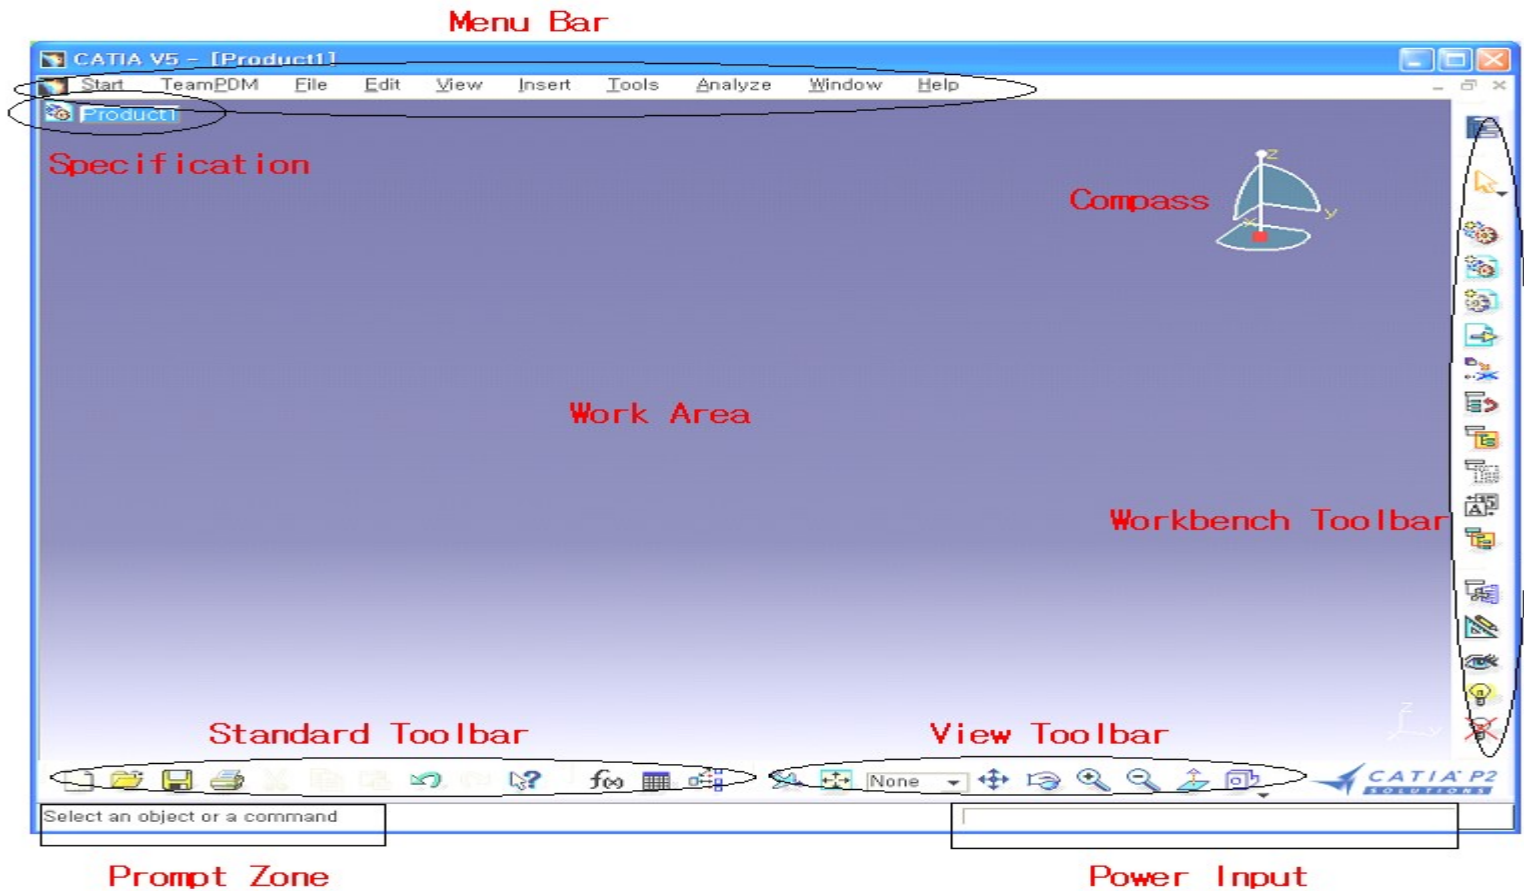 Menu Bar
CATIA V5 - [Product1]
Start TeamPDM File Edit View Insert Tools Analyze Window Help
Product1
Specification
Compass
z
y
x
Work Area
Workbench Toolbar
Standard Toolbar
View Toolbar
z
y
f(x)
None
CATIA P2
SOLUTIONS
Select an object or a command
Prompt Zone
Power Input